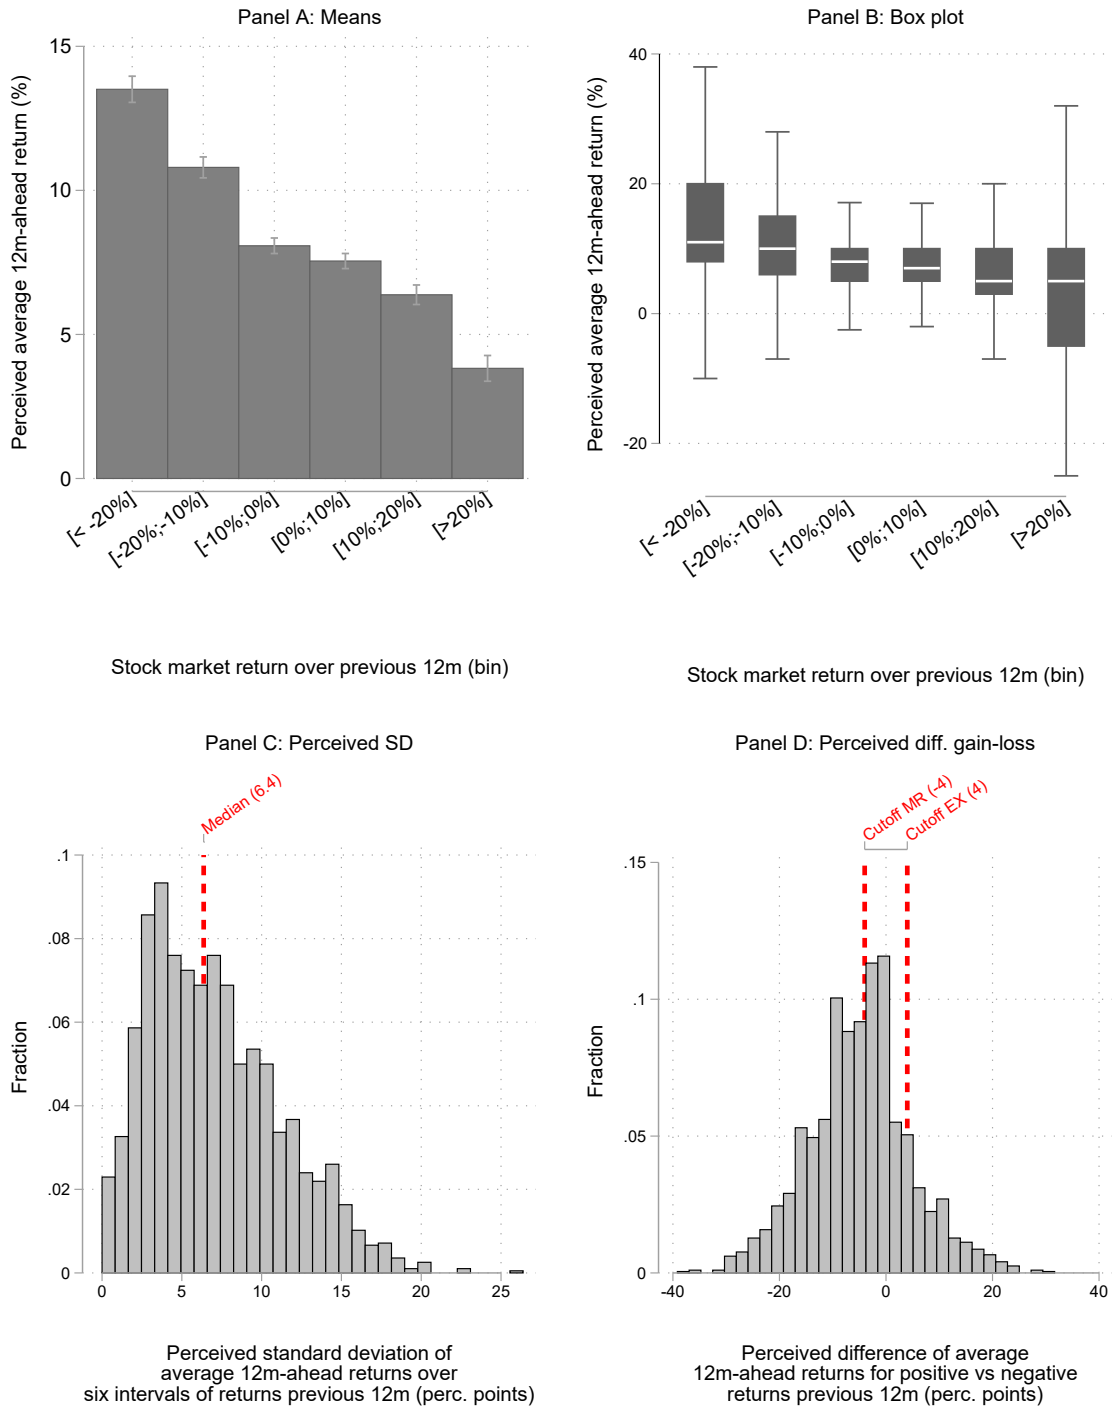 Panel A: Means
Perceived average 12m-ahead return (%)
15
10
5
0
[< -20%]
[-20%;-10%]
[-10%;0%]
[0%;10%]
[10%;20%]
[>20%]
Stock market return over previous 12m (bin)
Panel B: Box plot
Perceived average 12m-ahead return (%)
40
20
0
-20
[< -20%]
[-20%;-10%]
[-10%;0%]
[0%;10%]
[10%;20%]
[>20%]
Stock market return over previous 12m (bin)
Panel C: Perceived SD
Median (6.4)
Fraction
.1
.08
.06
.04
.02
0
0
5
10
15
20
25
Perceived standard deviation of
average 12m-ahead returns over
six intervals of returns previous 12m (perc. points)
Panel D: Perceived diff. gain-loss
Cutoff MR (-4)
Cutoff EX (4)
Fraction
.15
.1
.05
0
-40
-20
0
20
40
Perceived difference of average
12m-ahead returns for positive vs negative
returns previous 12m (perc. points)